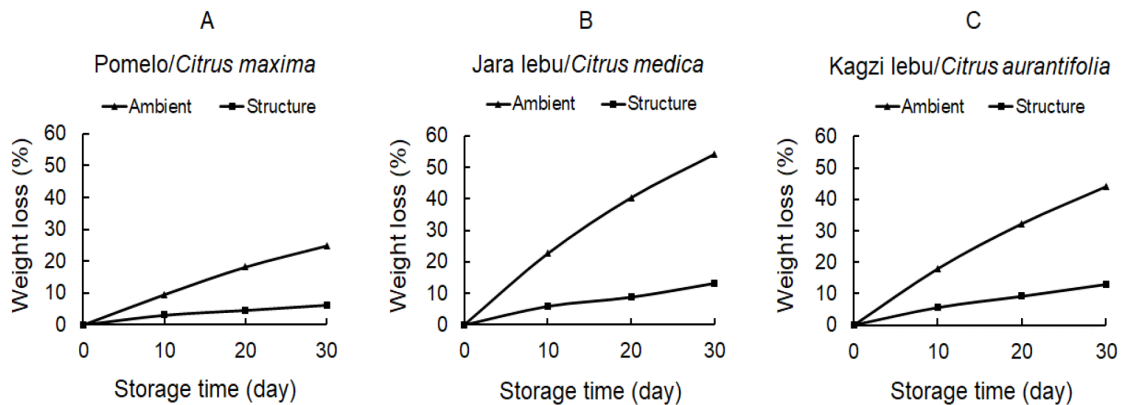 A
Pomelo/Citrus maxima
Ambient Structure
Weight loss (%)
60
50
40
30
20
10
0
0 10 20 30
Storage time (day)
B
Jara lebu/Citrus medica
Ambient Structure
Weight loss (%)
60
50
40
30
20
10
0
0 10 20 30
Storage time (day)
C
Kagzi lebu/Citrus aurantifolia
Ambient Structure
Weight loss (%)
60
50
40
30
20
10
0
0 10 20 30
Storage time (day)